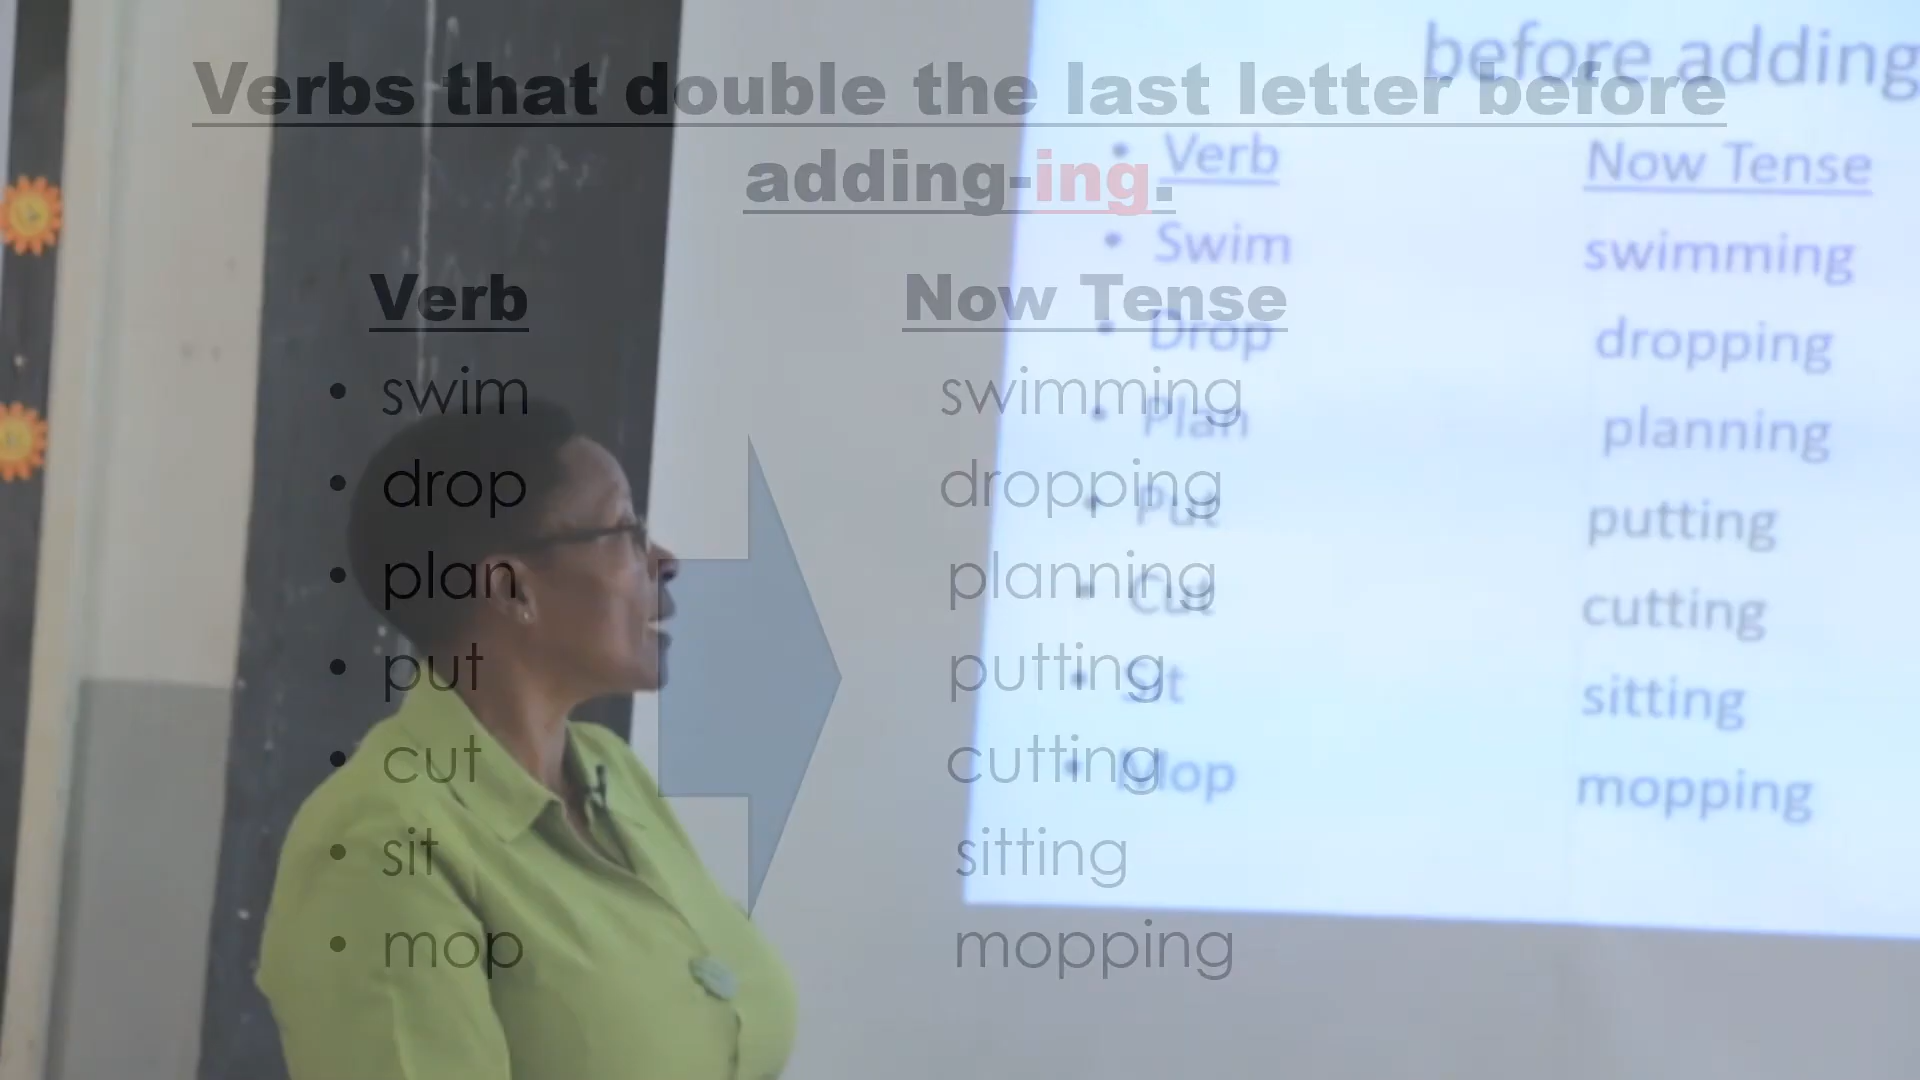 Verbs that double the last letter before
adding-ing.
Verb Now Tense
• swim swimming
• drop dropping
• plan planning
• put putting
• cut cutting
• sit sitting
• mop mopping
before adding
• Verb Now Tense
• Swim swimming
• Drop dropping
• Plan planning
• Put putting
• Cut cutting
• Sit sitting
• Mop mopping